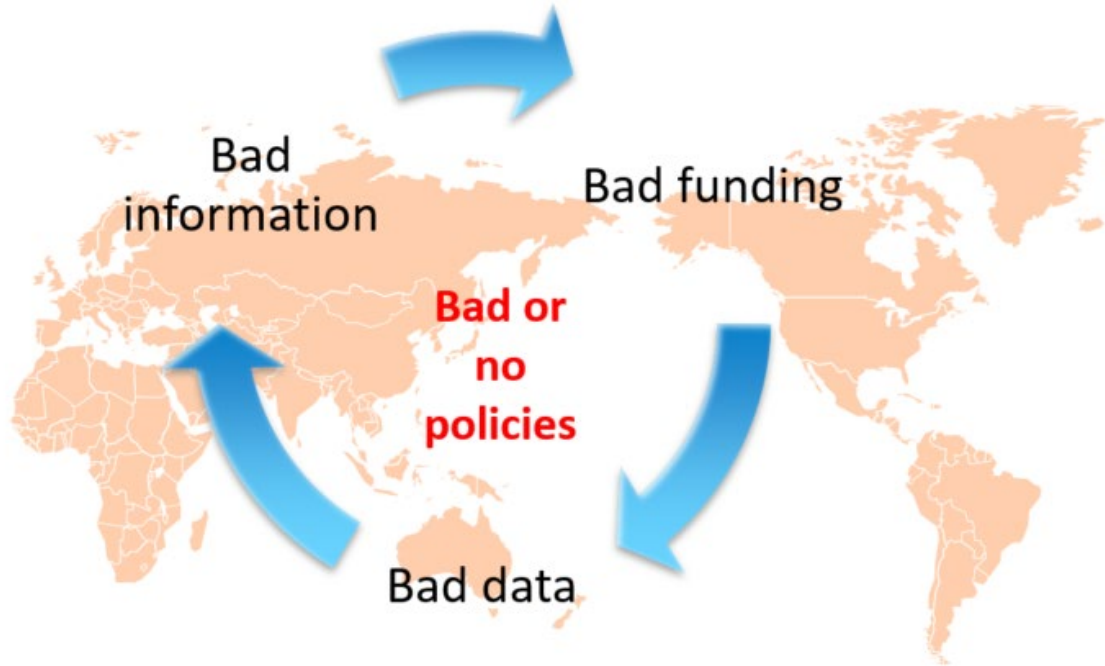 Bad
information
Bad funding
Bad or
no
policies
Bad data